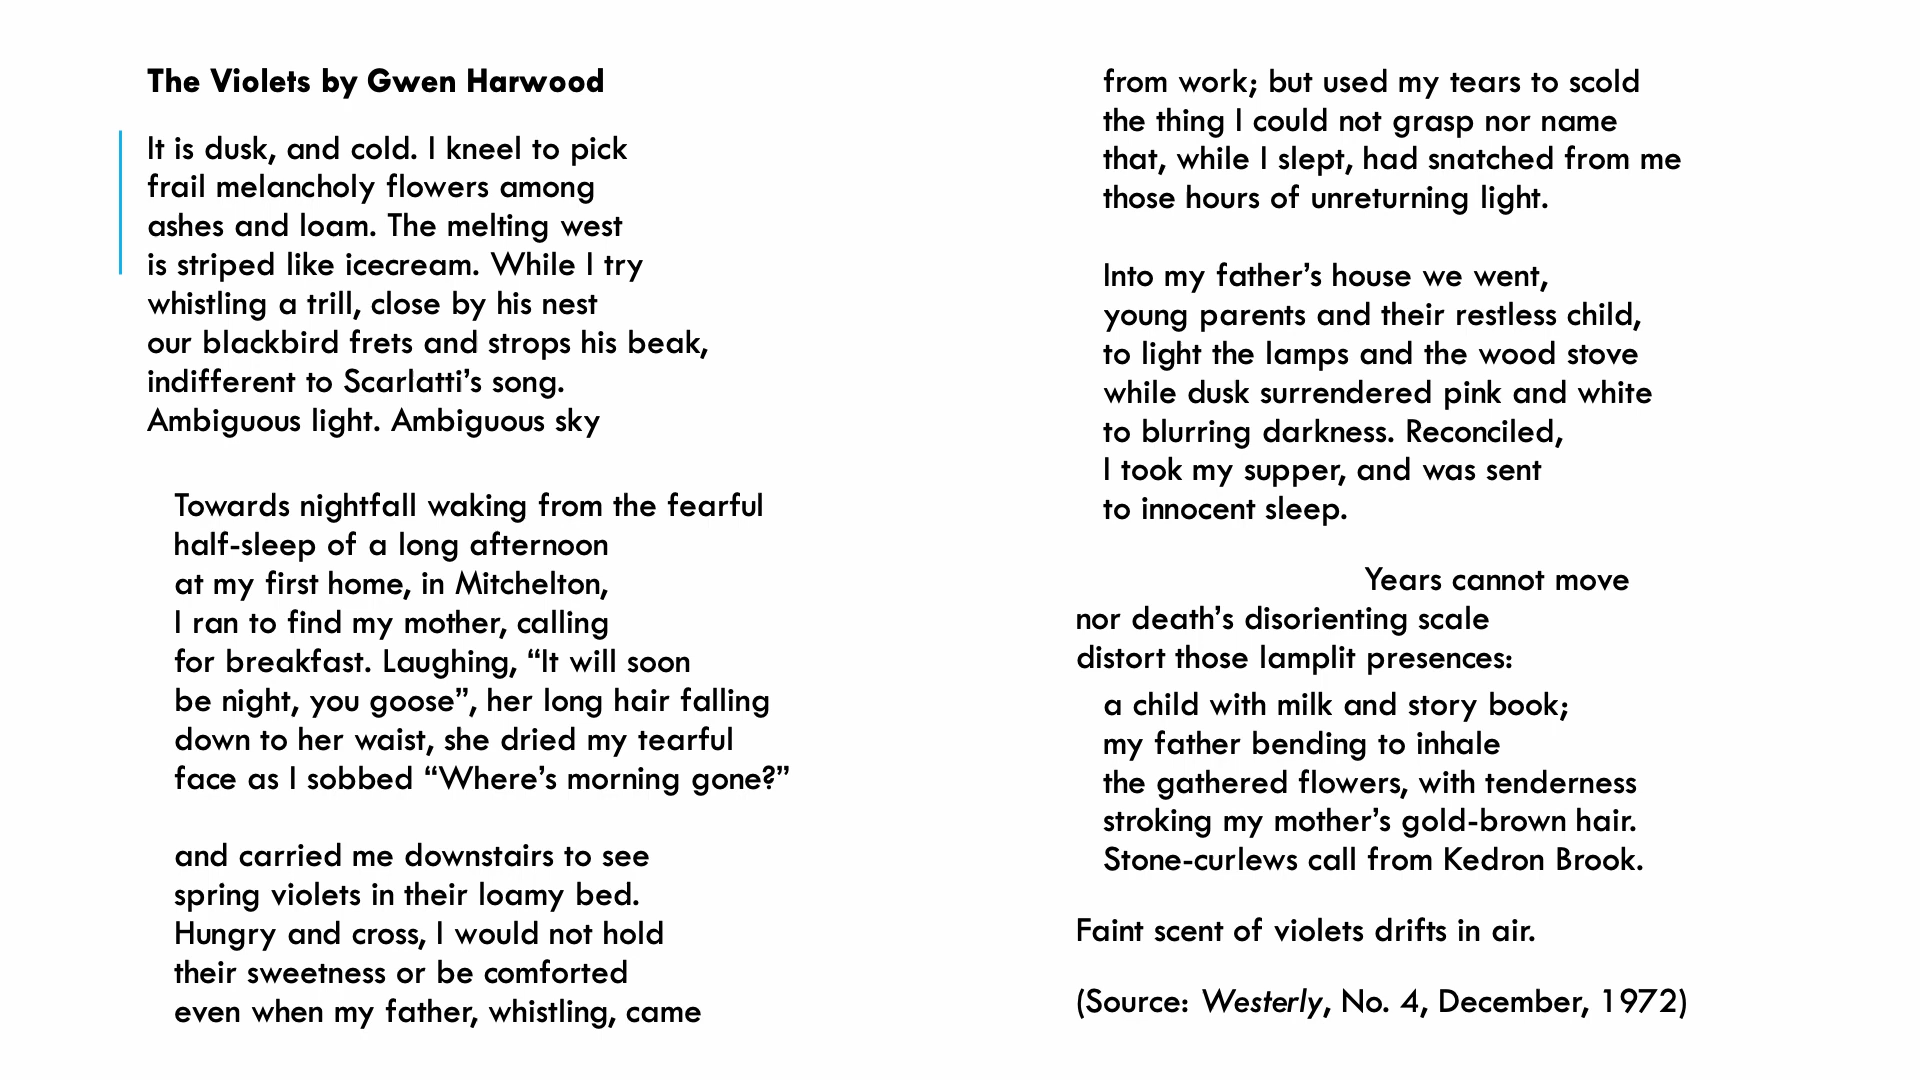 The Violets by Gwen Harwood
It is dusk, and cold. I kneel to pick
frail melancholy flowers among
ashes and loam. The melting west
is striped like icecream. While I try
whistling a trill, close by his nest
our blackbird frets and strops his beak,
indifferent to Scarlatti’s song.
Ambiguous light. Ambiguous sky
Towards nightfall waking from the fearful
half-sleep of a long afternoon
at my first home, in Mitchelton,
I ran to find my mother, calling
for breakfast. Laughing, “It will soon
be night, you goose”, her long hair falling
down to her waist, she dried my tearful
face as I sobbed “Where’s morning gone?”
and carried me downstairs to see
spring violets in their loamy bed.
Hungry and cross, I would not hold
their sweetness or be comforted
even when my father, whistling, came
from work; but used my tears to scold
the thing I could not grasp nor name
that, while I slept, had snatched from me
those hours of unreturning light.
Into my father’s house we went,
young parents and their restless child,
to light the lamps and the wood stove
while dusk surrendered pink and white
to blurring darkness. Reconciled,
I took my supper, and was sent
to innocent sleep.
Years cannot move
nor death’s disorienting scale
distort those lamplit presences:
a child with milk and story book;
my father bending to inhale
the gathered flowers, with tenderness
stroking my mother’s gold-brown hair.
Stone-curlews call from Kedron Brook.
Faint scent of violets drifts in air.
(Source: Westerly, No. 4, December, 1972)